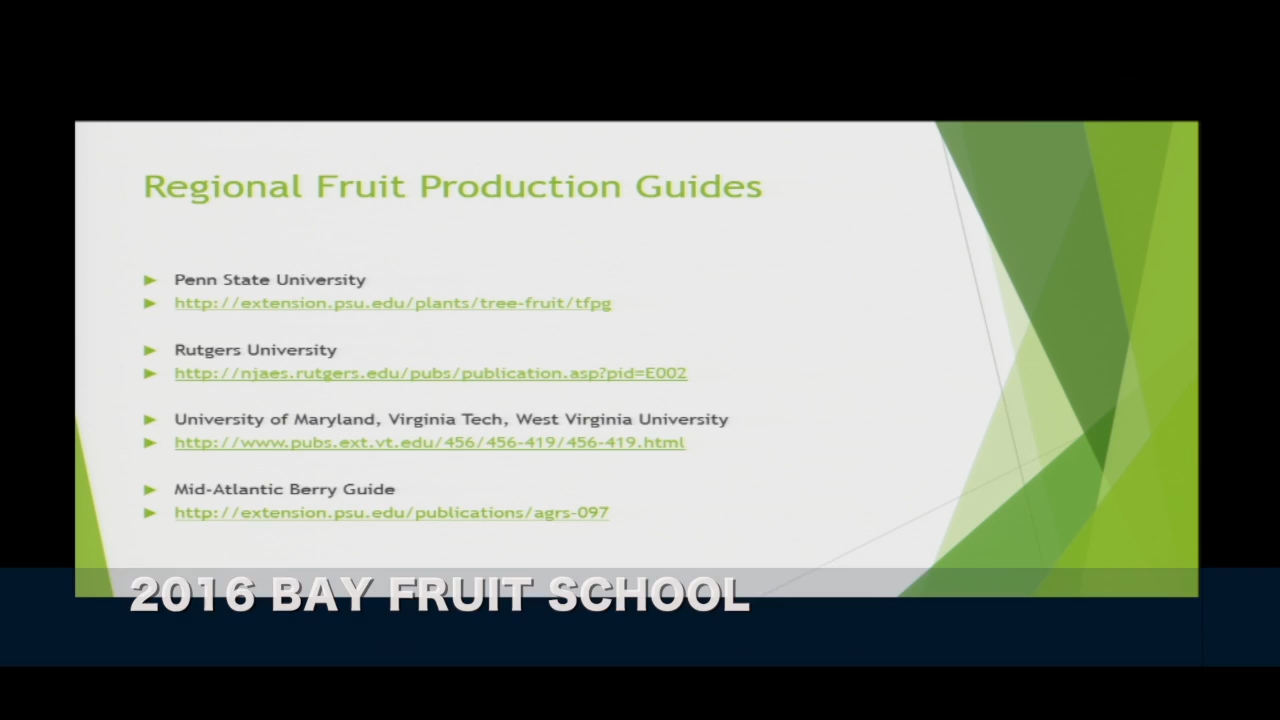 Regional Fruit Production Guides
Penn State University
http://extension.psu.edu/plants/tree-fruit/tfpg
Rutgers University
http://njaes.rutgers.edu/pubs/publication.asp?pid=E002
University of Maryland, Virginia Tech, West Virginia University
http://www.pubs.ext.vt.edu/456/456-419/456-419.html
Mid-Atlantic Berry Guide
http://extension.psu.edu/publications/agrs-097
2016 BAY FRUIT SCHOOL